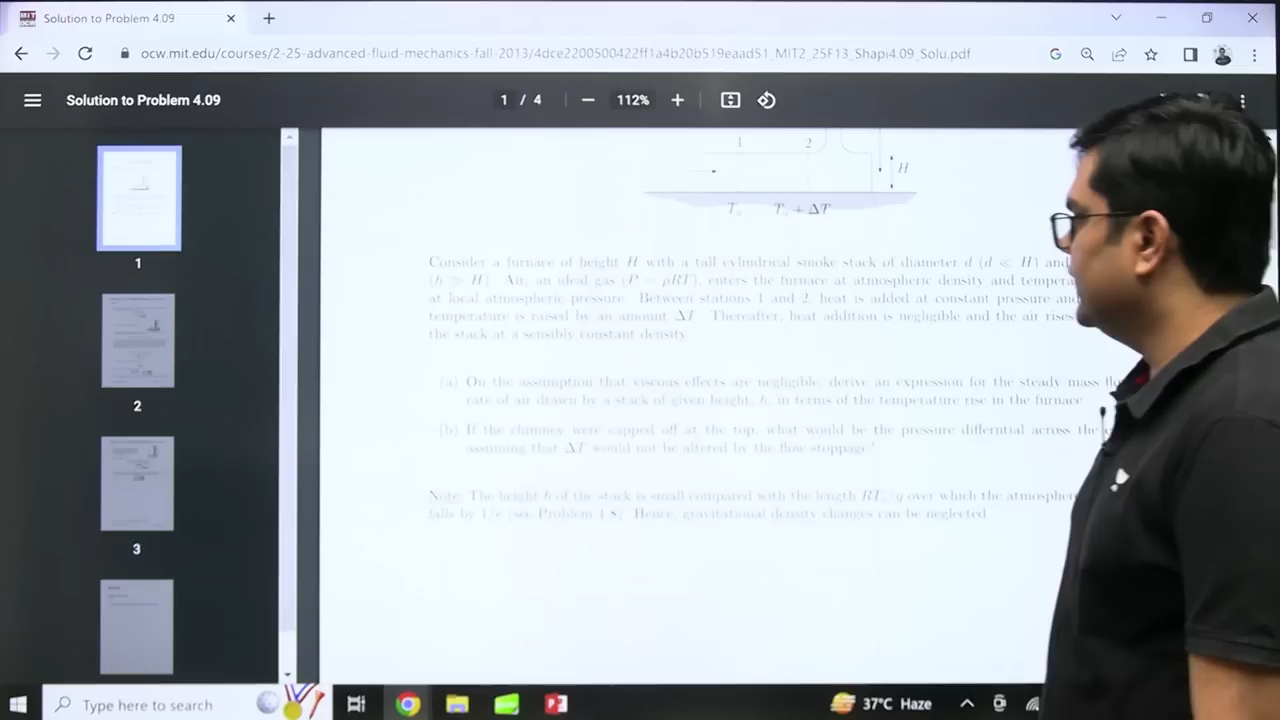 Solution to Problem 4.09
ocw.mit.edu/courses/2-25-advanced-fluid-mechanics-fall-2013/4dce2200500422ff1a4b20b519eaad51_MIT2_25F13_Shapi4.09_Solu.pdf
Solution to Problem 4.09
1 / 4
112%
1
2
H
T
T + ΔT
Consider a furnace of height H with a tall cylindrical smoke stack of diameter d (d ≪ H) and
(h ≫ H). Air, an ideal gas (P = ρRT), enters the furnace at atmospheric density and
at local atmospheric pressure. Between stations 1 and 2, heat is added at constant pressure and
temperature is raised by an amount ΔT. Thereafter, heat addition is negligible and the air rises
the stack at a sensibly constant density
(a) On the assumption that viscous effects are negligible, derive an expression for the steady mass
rate of air drawn by a stack of given height, h, in terms of the temperature rise in the furnace.
(b) If the chimney were capped off at the top, what would be the pressure differntial across the
assuming that ΔT would not be altered by the flow stoppage?
Note: The height h of the stack is small compared with the length RT /g over which the
falls by 1/e (see Problem 1.8). Hence, gravitational density changes can be neglected
1
2
3
Type here to search
37°C Haze